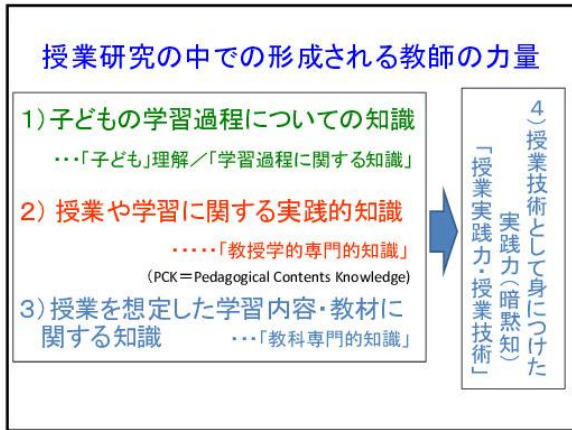 授業研究の中での形成される教師の力量
1)子どもの学習過程についての知識
・・・「子ども」理解/「学習過程に関する知識」
2) 授業や学習に関する実践的知識
・・・・・「教授学的専門的知識」
(PCK=Pedagogical Contents Knowledge)
3)授業を想定した学習内容・教材に
関する知識 ・・・「教科専門的知識」
4)授業技術として身につけた
実践力(暗黙知)
「授業実践力・授業技術」